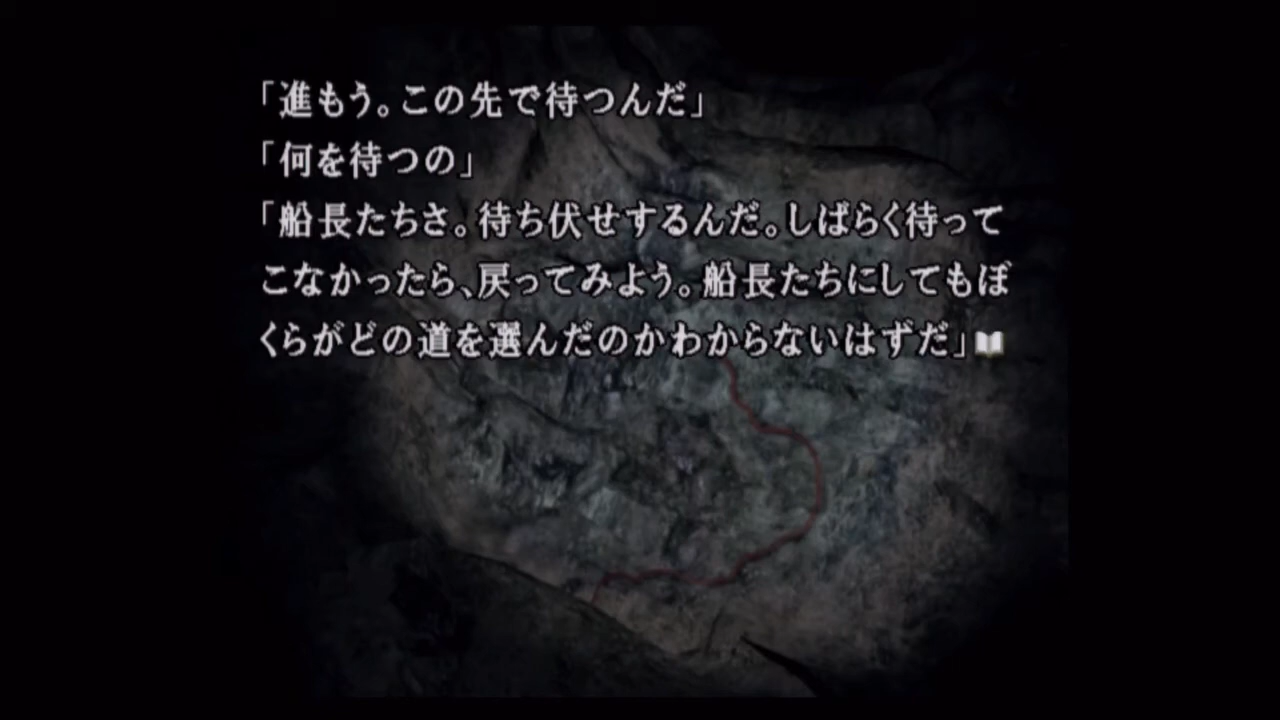 「進もう。この先で待つんだ」
「何を待つの」
「船長たちさ。待ち伏せするんだ。しばらく待って
こなかったら、戻ってみよう。船長たちにしてもぼ
くらがどの道を選んだのかわからないはずだ」